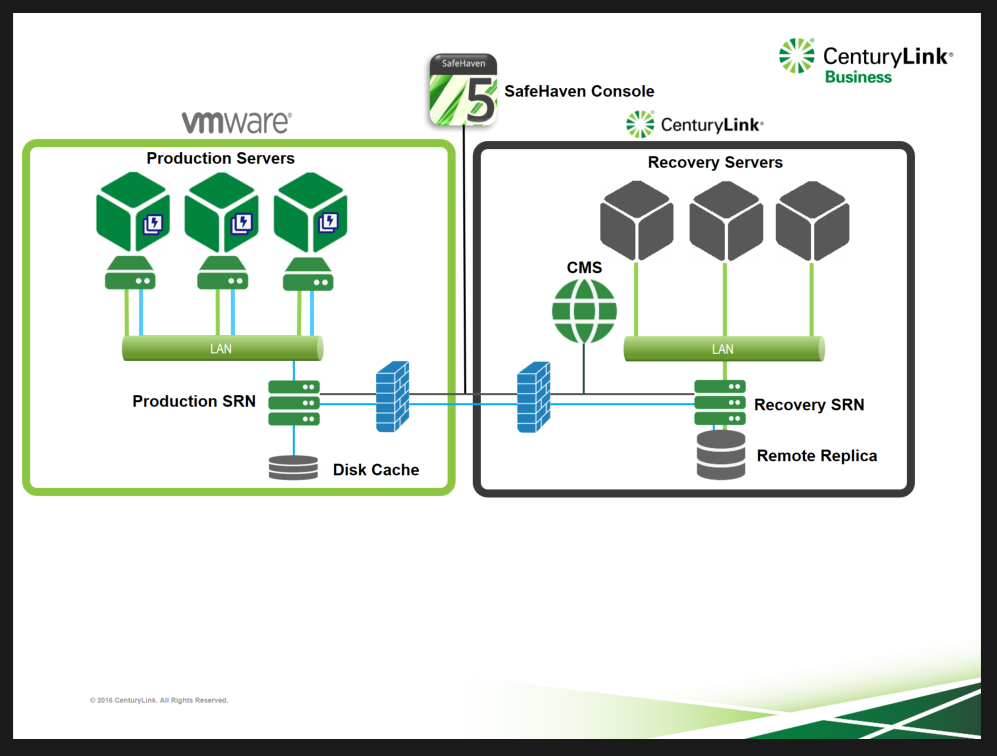 CenturyLink®
Business
SafeHaven
5
SafeHaven Console
vmware®
CenturyLink®
Production Servers
Recovery Servers
CMS
LAN
LAN
Production SRN
Recovery SRN
Disk Cache
Remote Replica
© 2016 CenturyLink. All Rights Reserved.